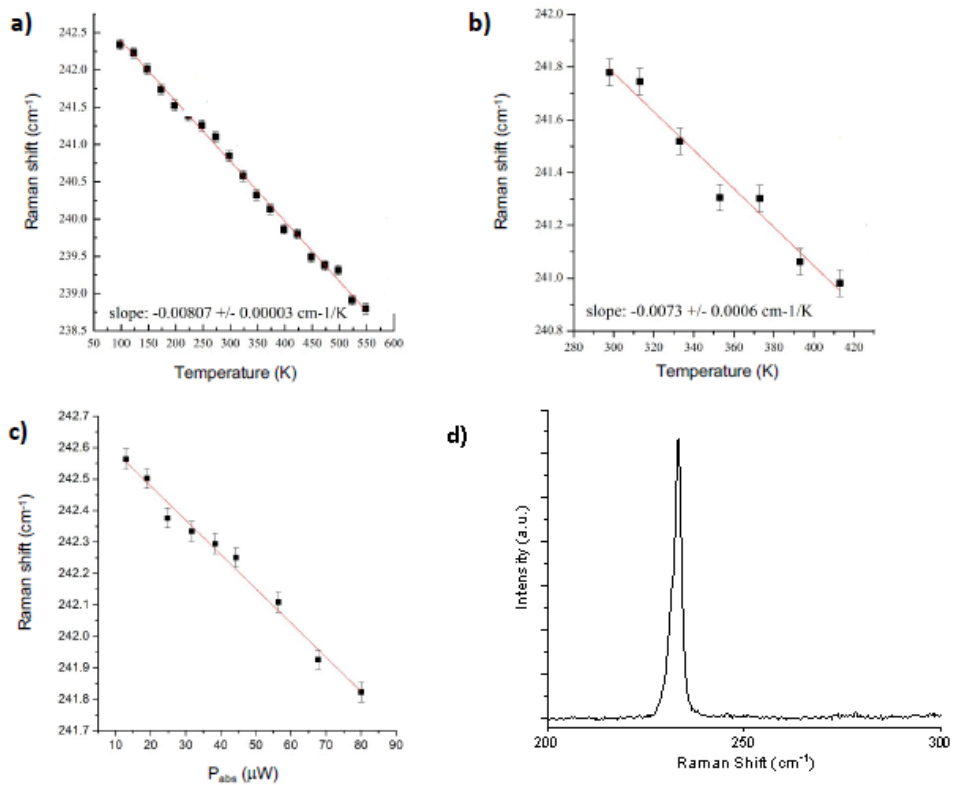 a)
242.5
242.0
241.5
241.0
240.5
240.0
239.5
239.0
238.5
Raman shift (cm⁻¹)
slope: -0.00807 +/- 0.00003 cm-1/K
50 100 150 200 250 300 350 400 450 500 550 600
Temperature (K)
b)
242.0
241.8
241.6
241.4
241.2
241.0
240.8
Raman shift (cm⁻¹)
slope: -0.0073 +/- 0.0006 cm-1/K
280 300 320 340 360 380 400 420
Temperature (K)
c)
242.7
242.6
242.5
242.4
242.3
242.2
242.1
242.0
241.9
241.8
241.7
Raman shift (cm⁻¹)
10 20 30 40 50 60 70 80 90
Pabs (μW)
d)
Intensity (a.u.)
200 250 300
Raman Shift (cm⁻¹)